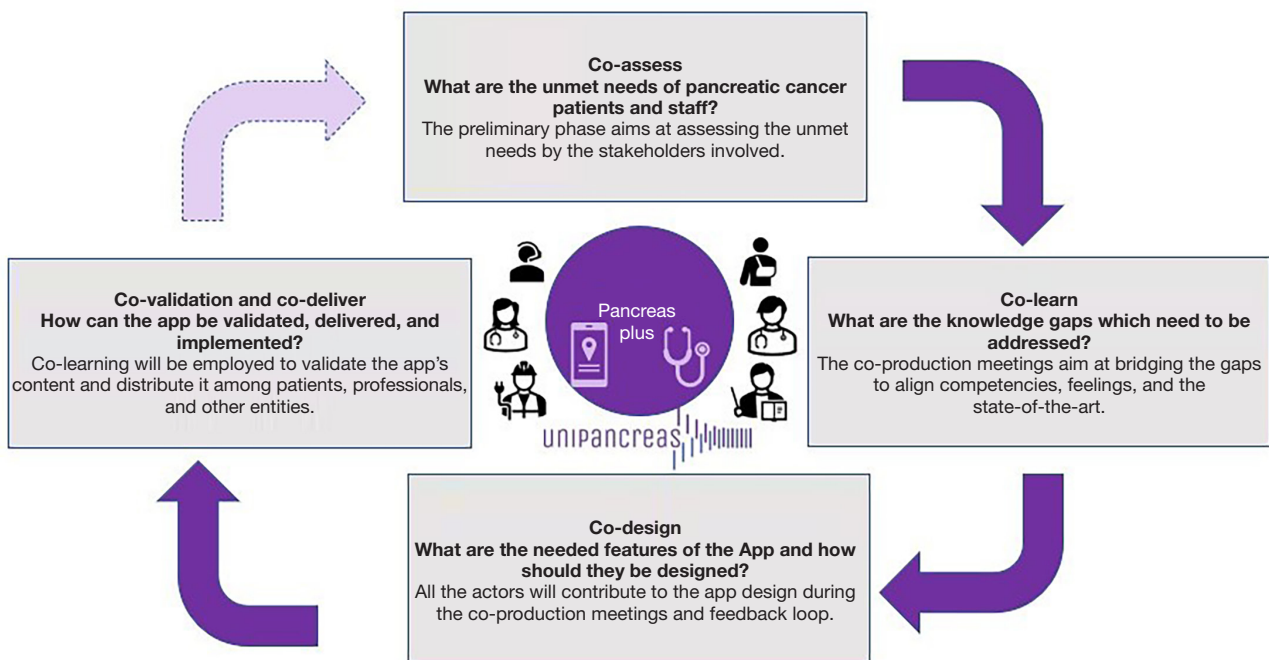 Co-assess
What are the unmet needs of pancreatic cancer
patients and staff?
The preliminary phase aims at assessing the unmet
needs by the stakeholders involved.
Co-validation and co-deliver
How can the app be validated, delivered, and
implemented?
Co-learning will be employed to validate the app's
content and distribute it among patients, professionals,
and other entities.
Pancreas
plus
unipancreas
Co-learn
What are the knowledge gaps which need to be
addressed?
The co-production meetings aim at bridging the gaps
to align competencies, feelings, and the
state-of-the-art.
Co-design
What are the needed features of the App and how
should they be designed?
All the actors will contribute to the app design during
the co-production meetings and feedback loop.